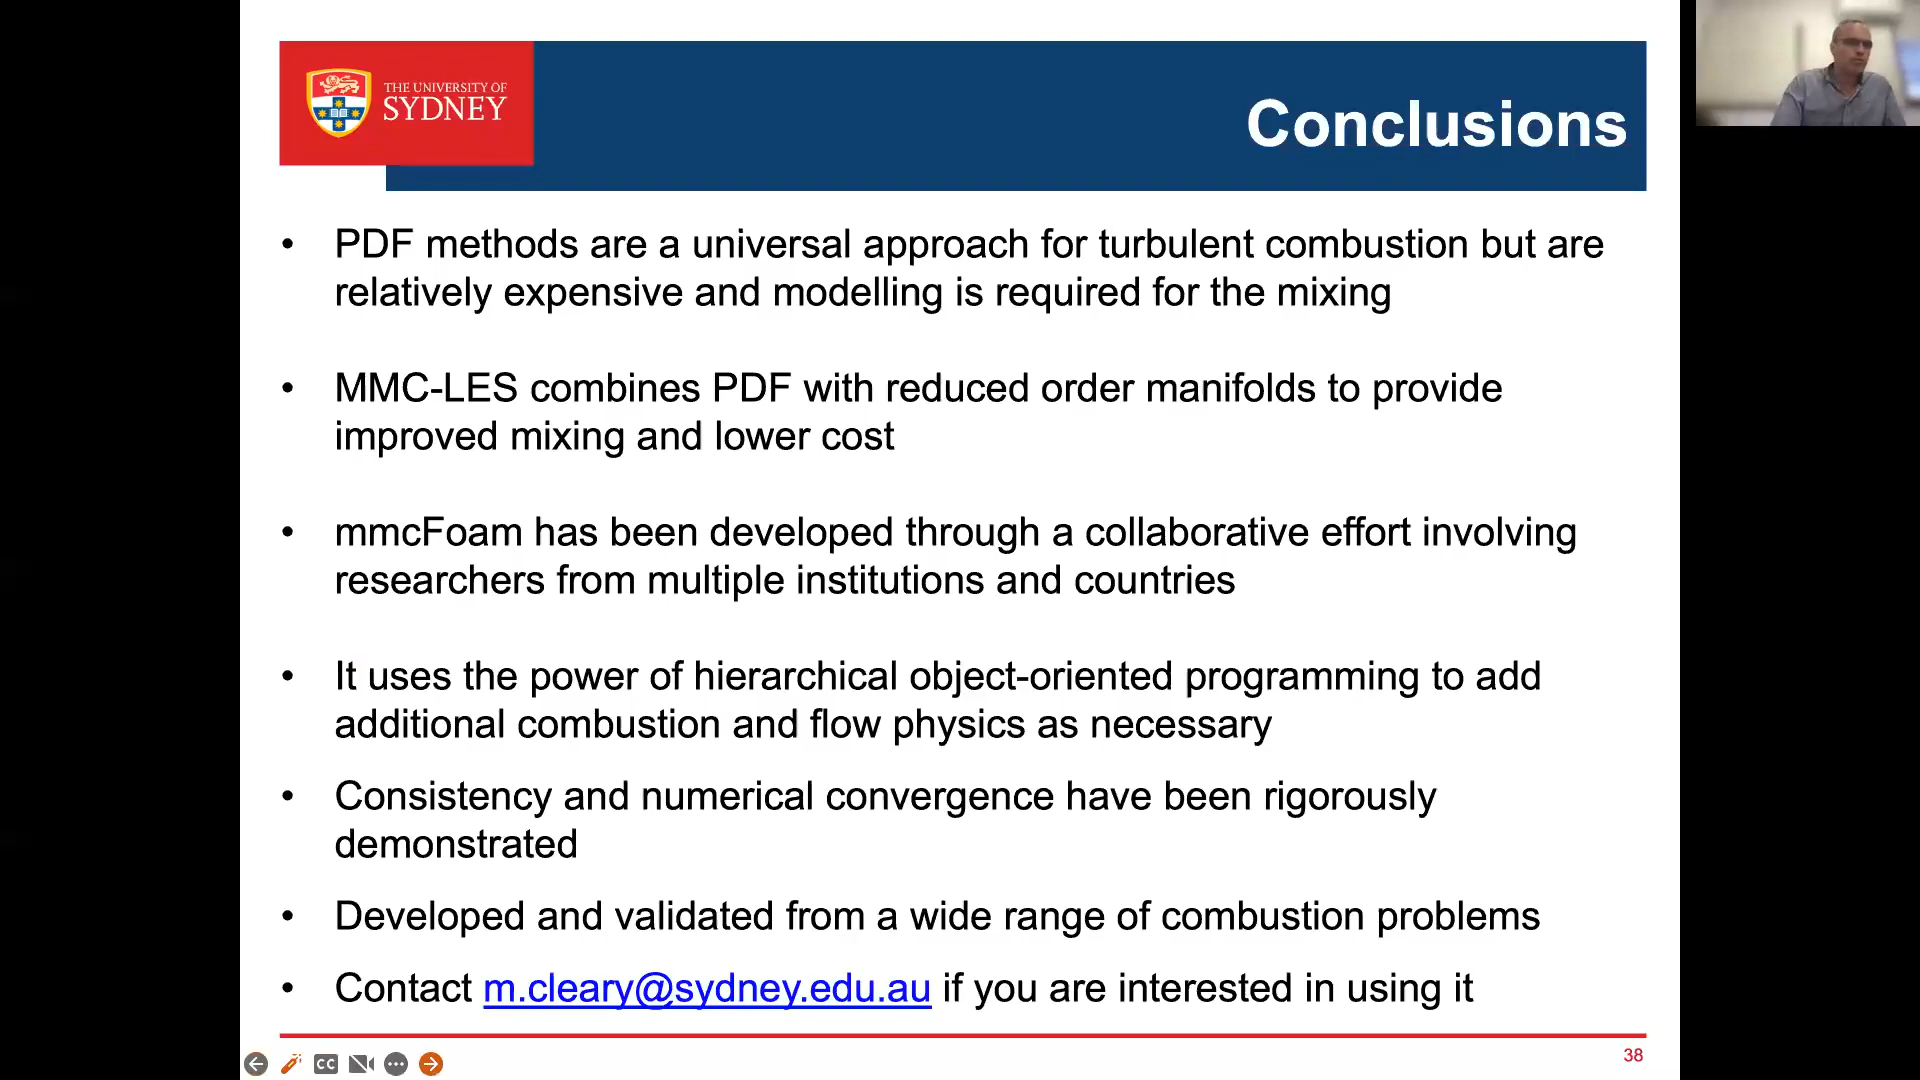 THE UNIVERSITY OF
SYDNEY
Conclusions
• PDF methods are a universal approach for turbulent combustion but are
relatively expensive and modelling is required for the mixing
• MMC-LES combines PDF with reduced order manifolds to provide
improved mixing and lower cost
• mmcFoam has been developed through a collaborative effort involving
researchers from multiple institutions and countries
• It uses the power of hierarchical object-oriented programming to add
additional combustion and flow physics as necessary
• Consistency and numerical convergence have been rigorously
demonstrated
• Developed and validated from a wide range of combustion problems
• Contact m.cleary@sydney.edu.au if you are interested in using it
CC
38